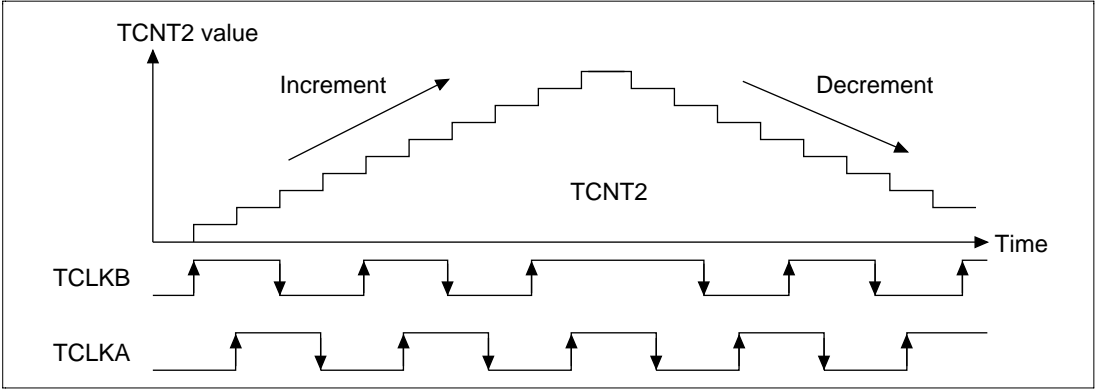 TCNT2 value
Increment
Decrement
TCNT2
Time
TCLKB
TCLKA